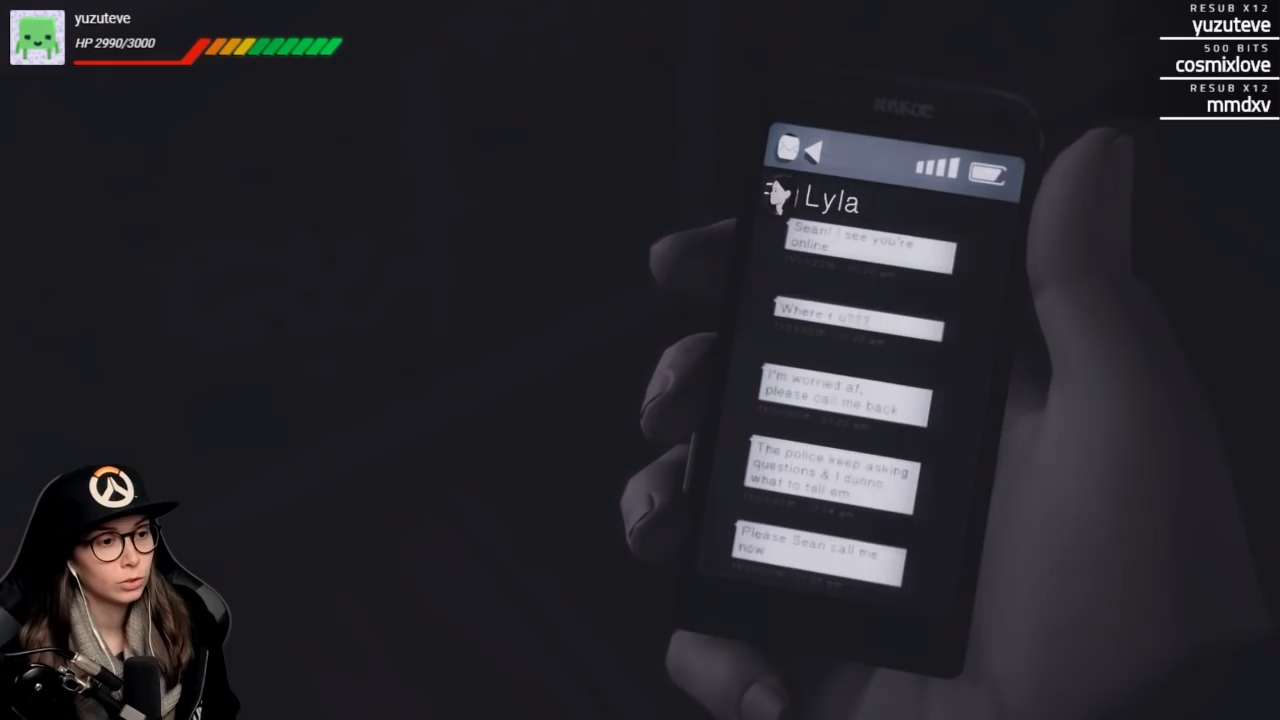 yuzuteve
HP 2990/3000
RESUB X12
yuzuteve
500 BITS
cosmixlove
RESUB X12
mmdxv
Lyla
Sean! I see you're
online
Where r u???
I'm worried af,
please call me back
The police keep asking
questions & I dunno
what to tell em
Please Sean call me
now